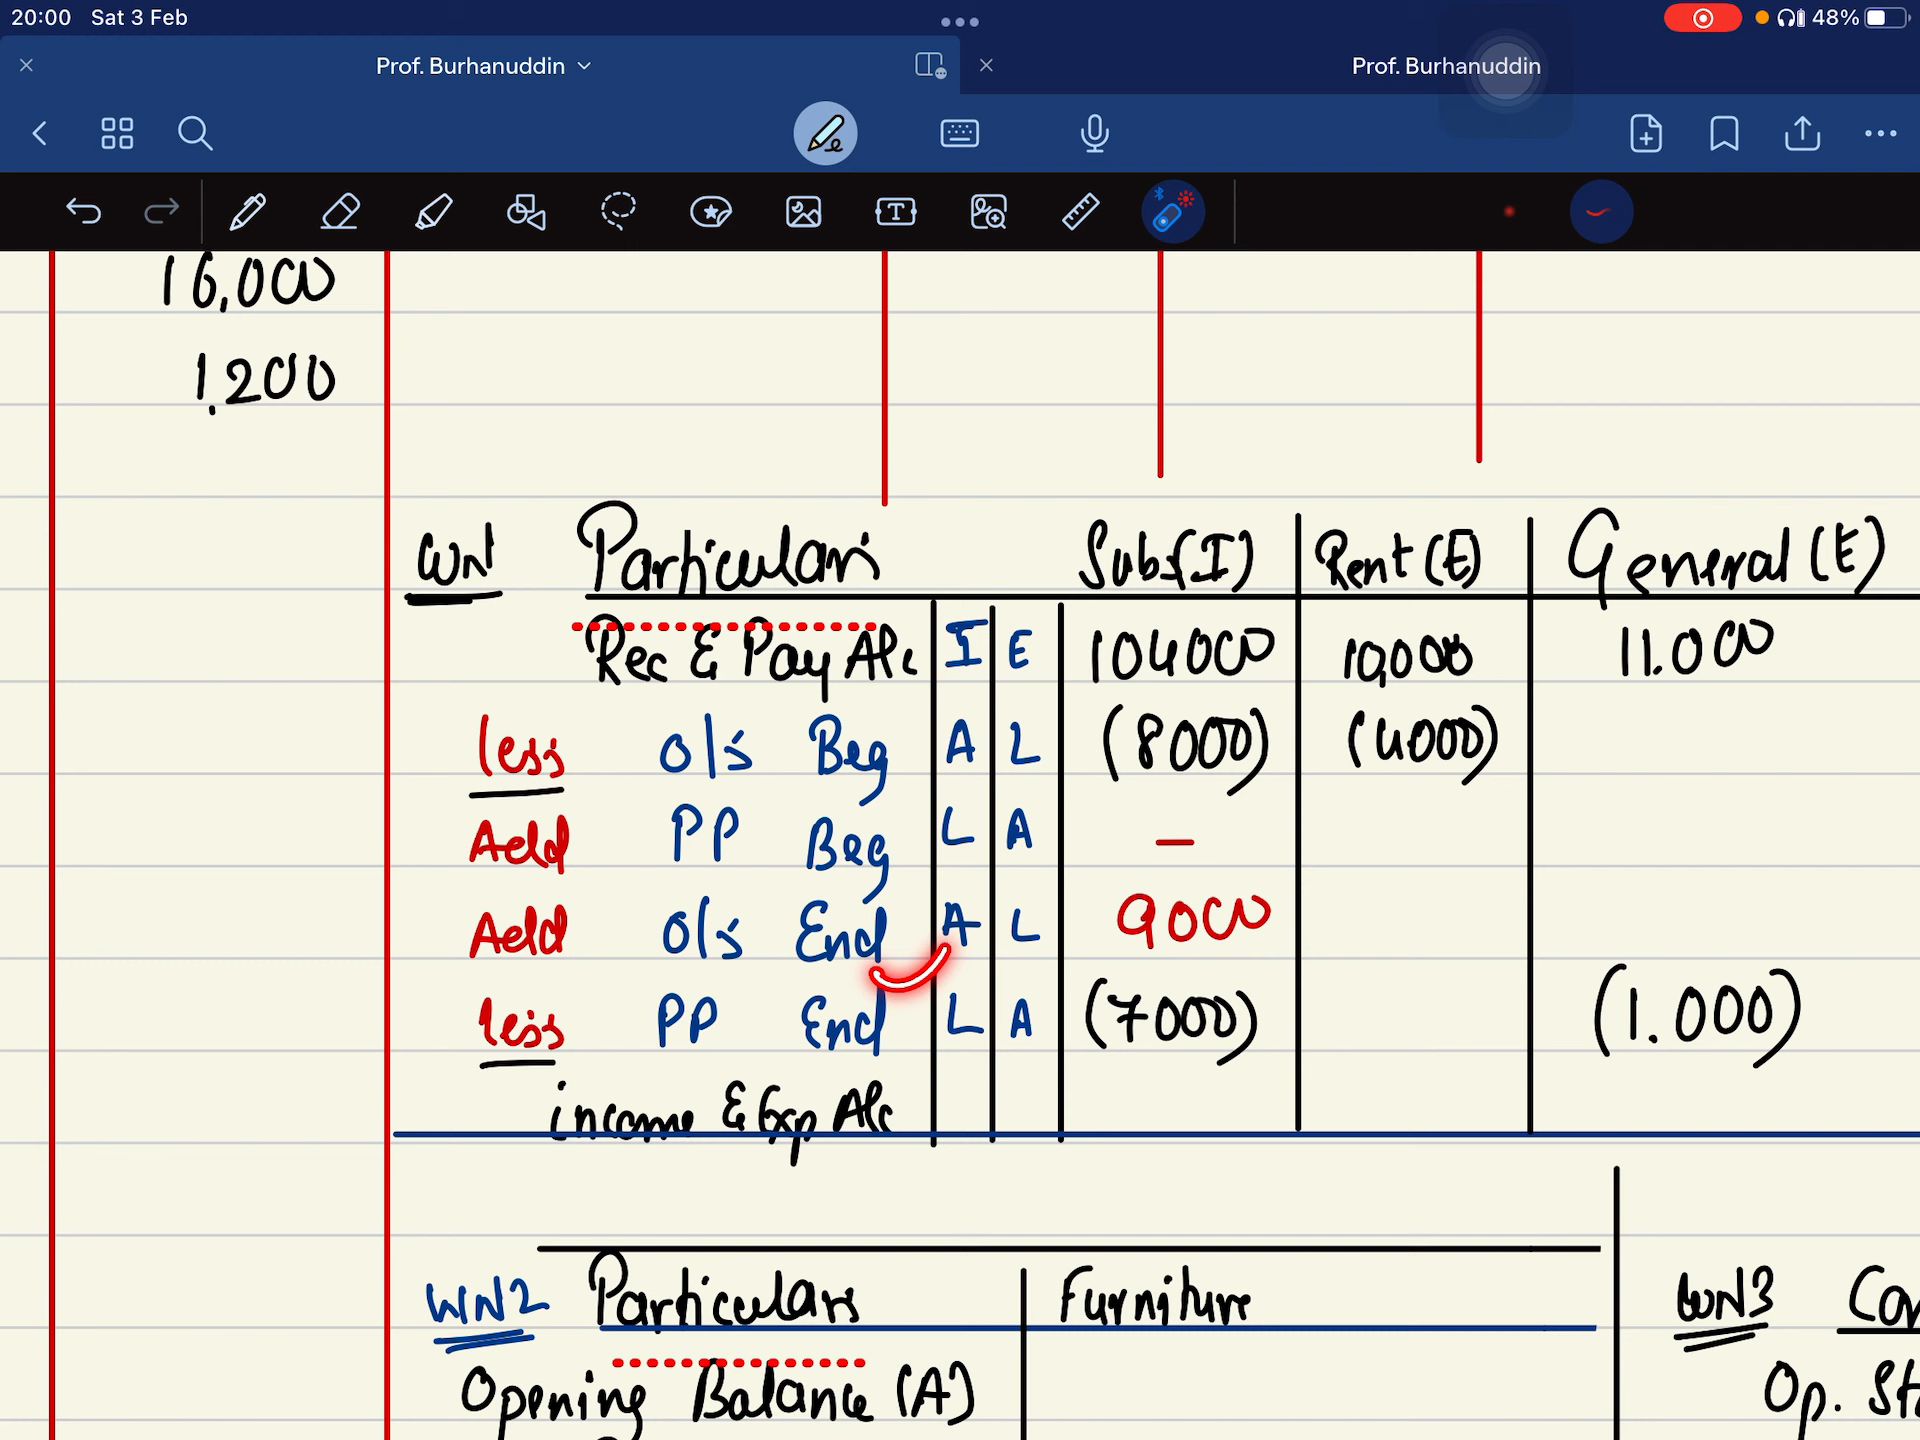 20:00 Sat 3 Feb 48%
Prof. Burhanuddin Prof. Burhanuddin
16,000
1,200
WN Particulars Subs(I) Rent(E) General(E)
Rec & Pay A/c I E 104000 10,000 11.000
less o/s Beg A L (8000) (4000)
Add PP Beg L A —
Add o/s End A L 9000
less PP End L A (7000) (1.000)
income & Exp A/c
WN2 Particulars Furniture WN3
Opening Balance (A) Op.